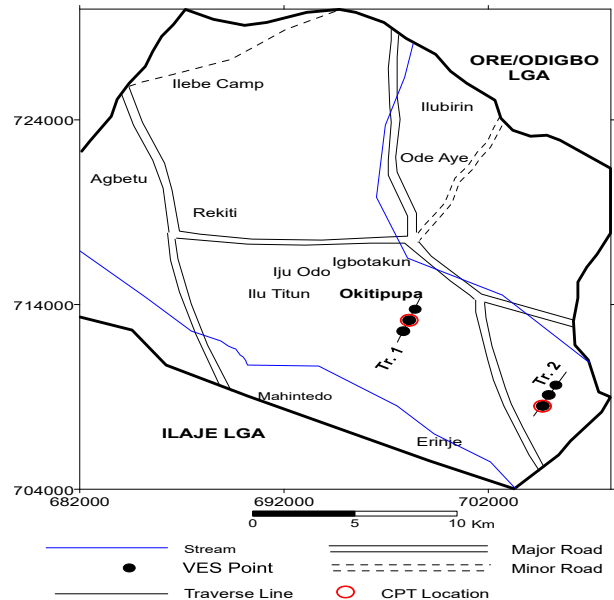 ORE/ODIGBO
LGA
Ilebe Camp
Ilubirin
724000
Ode Aye
Agbetu
Rekiti
Igbotakun
Iju Odo
Ilu Titun
Okitipupa
714000
Tr. 1
Tr. 2
Mahintedo
ILAJE LGA
Erinje
704000
682000
692000
702000
0
5
10 Km
Stream
Major Road
VES Point
Minor Road
Traverse Line
CPT Location